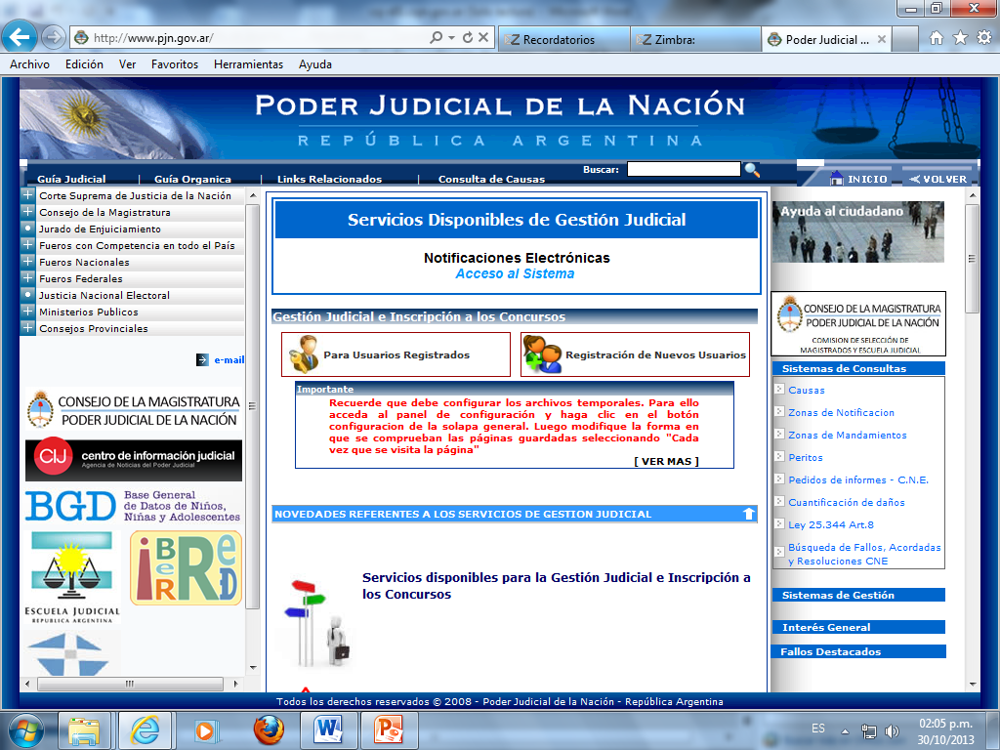 http://www.pjn.gov.ar/
Recordatorios
Zimbra:
Poder Judicial ...
Archivo Edición Ver Favoritos Herramientas Ayuda
PODER JUDICIAL DE LA NACIÓN
REPÚBLICA ARGENTINA
Guía Judicial
Guía Organica
Links Relacionados
Consulta de Causas
Buscar:
INICIO
VOLVER
Corte Suprema de Justicia de la Nación
Consejo de la Magistratura
Jurado de Enjuiciamiento
Fueros con Competencia en todo el País
Fueros Nacionales
Fueros Federales
Justicia Nacional Electoral
Ministerios Publicos
Consejos Provinciales
e-mail
CONSEJO DE LA MAGISTRATURA
PODER JUDICIAL DE LA NACIÓN
CIJ
centro de información judicial
Agencia de Noticias del Poder Judicial
BGD
Base General
de Datos de Niños,
Niñas y Adolescentes
ESCUELA JUDICIAL
REPUBLICA ARGENTINA
iBER
RED
Servicios Disponibles de Gestión Judicial
Notificaciones Electrónicas
Acceso al Sistema
Gestión Judicial e Inscripción a los Concursos
Para Usuarios Registrados
Registración de Nuevos Usuarios
Importante
Recuerde que debe configurar los archivos temporales. Para ello
acceda al panel de configuración y haga clic en el botón
configuracion de la solapa general. Luego modifique la forma en
que se comprueban las páginas guardadas seleccionando "Cada
vez que se visita la página"
[ VER MAS ]
NOVEDADES REFERENTES A LOS SERVICIOS DE GESTION JUDICIAL
Servicios disponibles para la Gestión Judicial e Inscripción a
los Concursos
Ayuda al ciudadano
CONSEJO DE LA MAGISTRATURA
PODER JUDICIAL DE LA NACIÓN
COMISION DE SELECCIÓN DE
MAGISTRADOS Y ESCUELA JUDICIAL
Sistemas de Consultas
Causas
Zonas de Notificacion
Zonas de Mandamientos
Peritos
Pedidos de informes - C.N.E.
Cuantificación de daños
Ley 25.344 Art.8
Búsqueda de Fallos, Acordadas
y Resoluciones CNE
Sistemas de Gestión
Interés General
Fallos Destacados
Todos los derechos reservados © 2008 - Poder Judicial de la Nación - República Argentina
ES
02:05 p.m.
30/10/2013